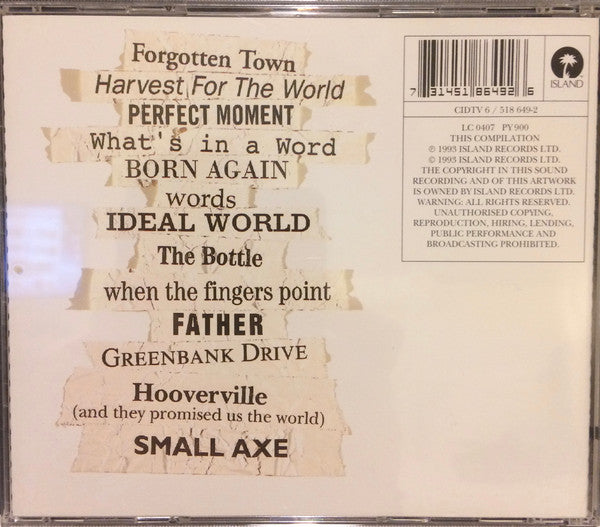 Forgotten Town
Harvest For The World
PERFECT MOMENT
What's in a Word
BORN AGAIN
words
IDEAL WORLD
The Bottle
when the fingers point
FATHER
GREENBANK DRIVE
Hooverville
(and they promised us the world)
SMALL AXE
7 31451 86492 6
ISLAND
CIDTV 6 / 518 649-2
LC 0407 PY 900
THIS COMPILATION
℗ 1993 ISLAND RECORDS LTD.
© 1993 ISLAND RECORDS LTD.
THE COPYRIGHT IN THIS SOUND
RECORDING AND OF THIS ARTWORK
IS OWNED BY ISLAND RECORDS LTD.
WARNING: ALL RIGHTS RESERVED.
UNAUTHORISED COPYING,
REPRODUCTION, HIRING, LENDING,
PUBLIC PERFORMANCE AND
BROADCASTING PROHIBITED.